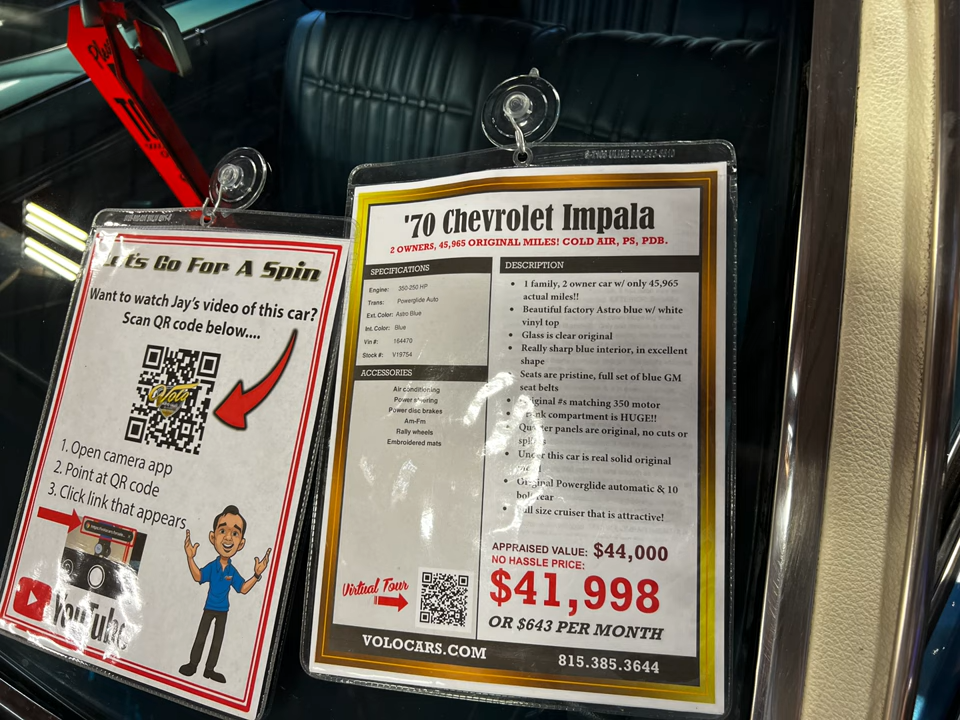 Let's Go For A Spin
Want to watch Jay's video of this car?
Scan QR code below....
Volo
1. Open camera app
2. Point at QR code
3. Click link that appears
YouTube
'70 Chevrolet Impala
2 OWNERS, 45,965 ORIGINAL MILES! COLD AIR, PS, PDB.
SPECIFICATIONS
Engine: 350-250 HP
Trans: Powerglide Auto
Ext. Color: Astro Blue
Int. Color: Blue
Vin #: 164470
Stock #: V19754
ACCESSORIES
Air conditioning
Power steering
Power disc brakes
Am-Fm
Rally wheels
Embroidered mats
DESCRIPTION
• 1 family, 2 owner car w/ only 45,965
actual miles!!
• Beautiful factory Astro blue w/ white
vinyl top
• Glass is clear original
• Really sharp blue interior, in excellent
shape
• Seats are pristine, full set of blue GM
seat belts
• Original #s matching 350 motor
• Trunk compartment is HUGE!!
• Quarter panels are original, no cuts or
• Under this car is real solid original
• Original Powerglide automatic & 10
bolt rear
• Full size cruiser that is attractive!
APPRAISED VALUE: $44,000
NO HASSLE PRICE:
$41,998
OR $643 PER MONTH
Virtual Tour
VOLOCARS.COM
815.385.3644